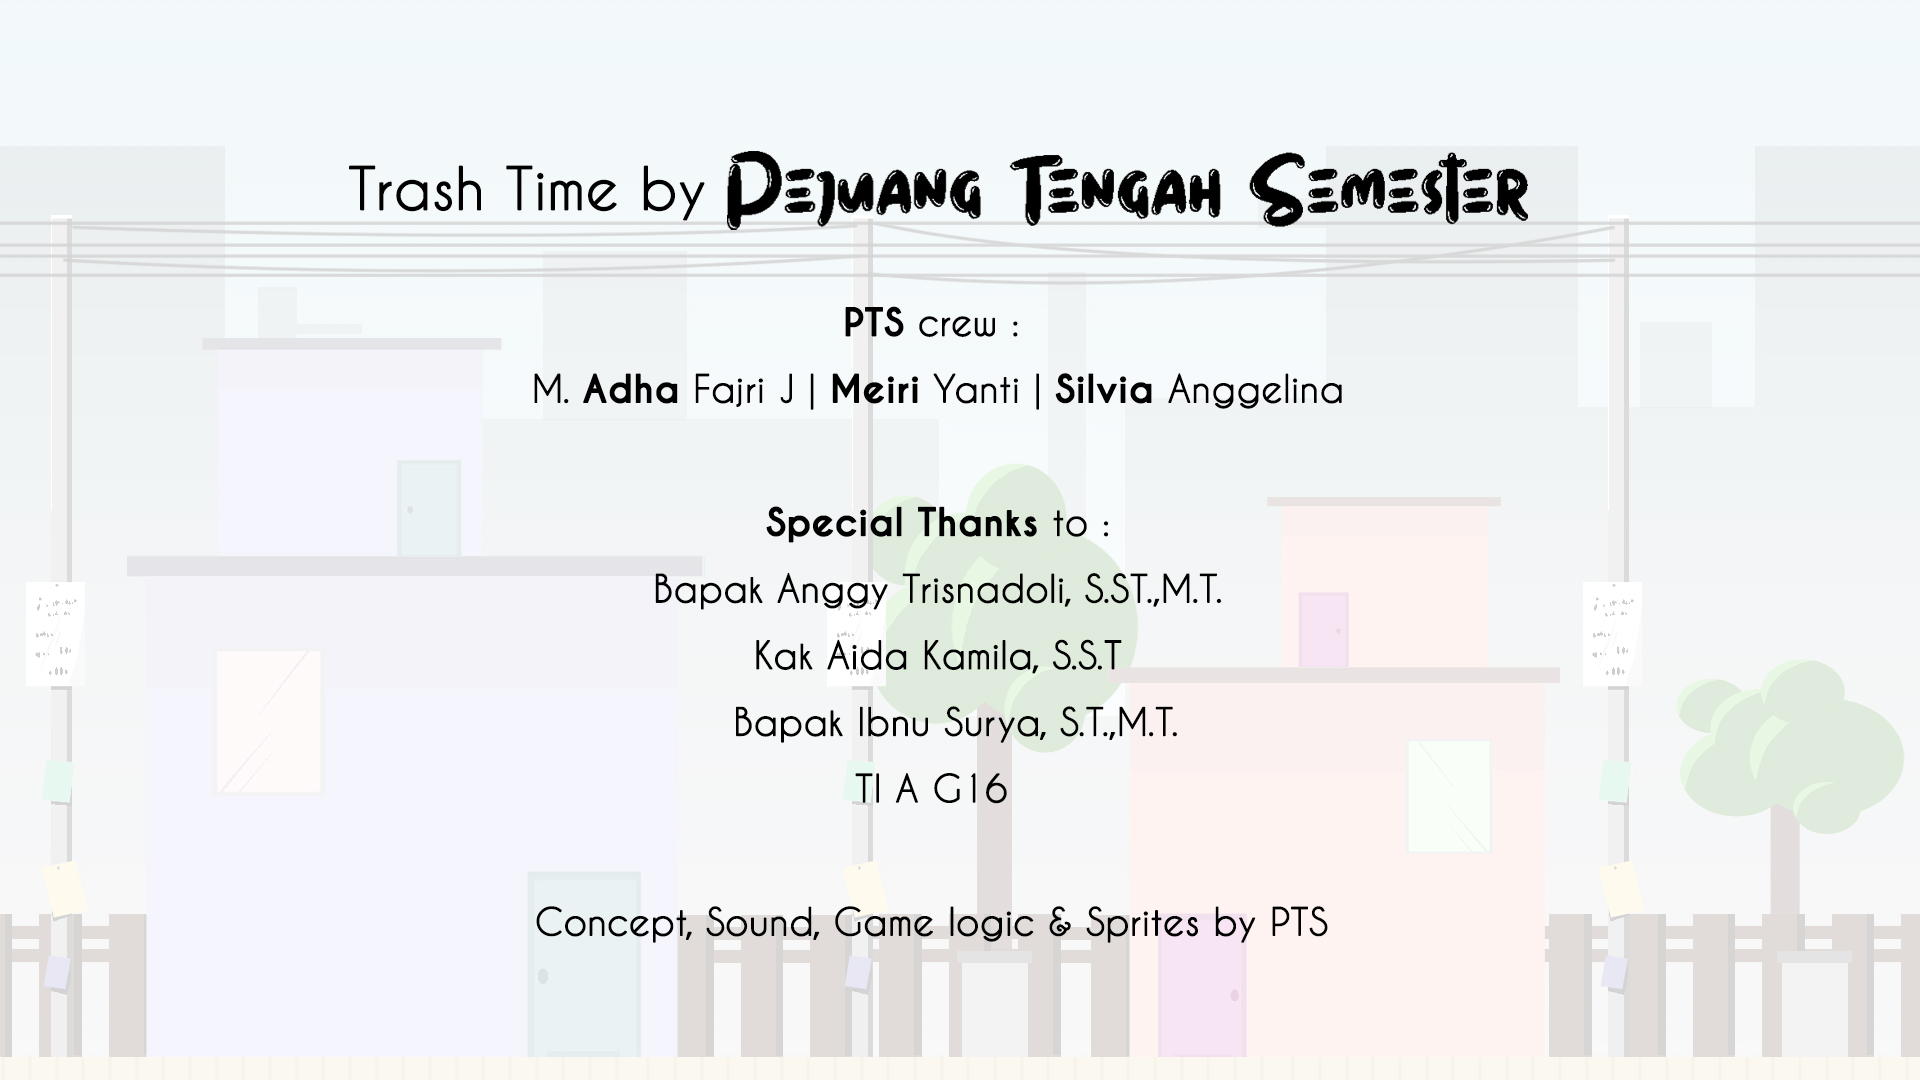 Trash Time by Pejuang Tengah Semester
PTS crew :
M. Adha Fajri J | Meiri Yanti | Silvia Anggelina
Special Thanks to :
Bapak Anggy Trisnadoli, S.ST.,M.T.
Kak Aida Kamila, S.S.T
Bapak Ibnu Surya, S.T.,M.T.
TI A G16
Concept, Sound, Game logic & Sprites by PTS